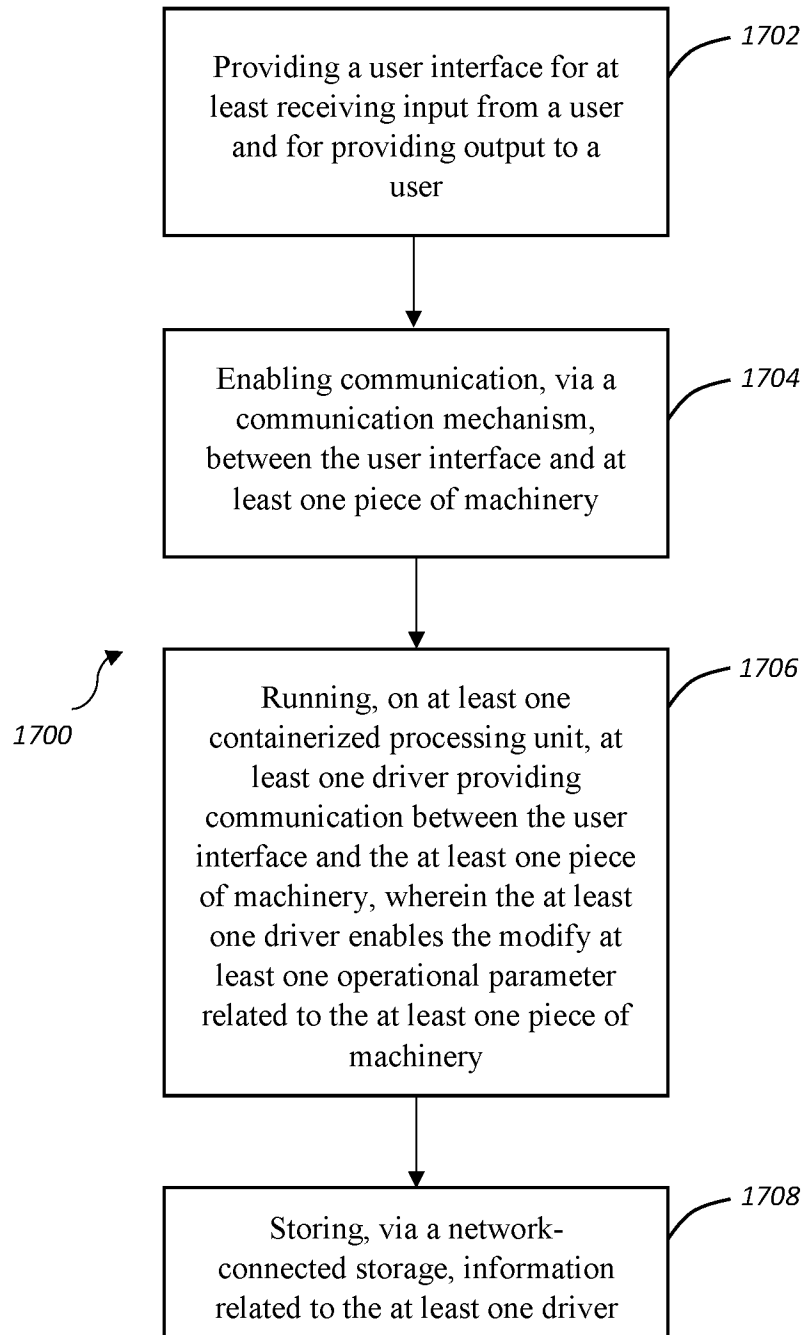 1702
Providing a user interface for at
least receiving input from a user
and for providing output to a
user
1704
Enabling communication, via a
communication mechanism,
between the user interface and at
least one piece of machinery
1706
Running, on at least one
containerized processing unit, at
least one driver providing
communication between the user
interface and the at least one piece
of machinery, wherein the at least
one driver enables the modify at
least one operational parameter
related to the at least one piece of
machinery
1700
1708
Storing, via a network-
connected storage, information
related to the at least one driver